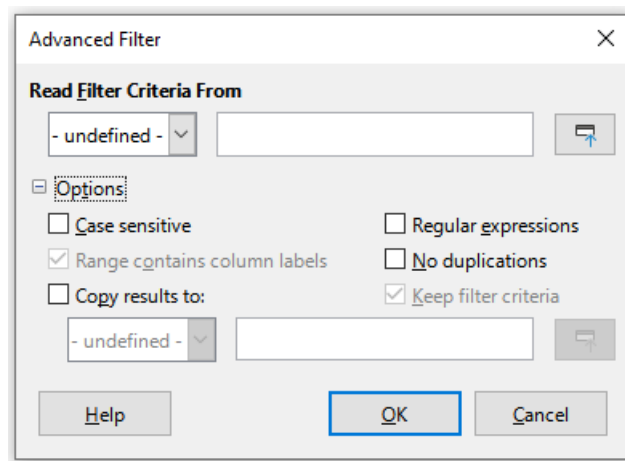 Advanced Filter
Read Filter Criteria From
- undefined -
Options
Case sensitive
Regular expressions
Range contains column labels
No duplications
Copy results to:
Keep filter criteria
- undefined -
Help
OK
Cancel